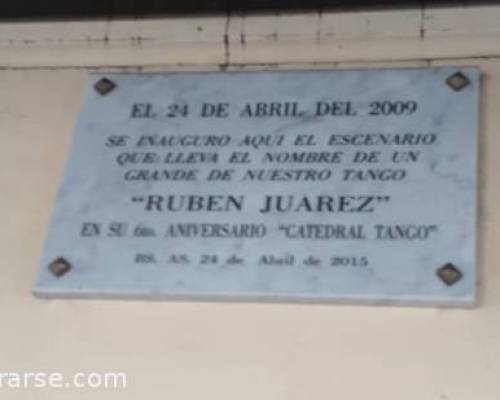 EL 24 DE ABRIL DEL 2009
SE INAUGURO AQUI EL ESCENARIO
QUE LLEVA EL NOMBRE DE UN
GRANDE DE NUESTRO TANGO
"RUBEN JUAREZ"
EN SU 6to. ANIVERSARIO "CATEDRAL TANGO"
BS. AS. 24 de Abril de 2015
rarse.com